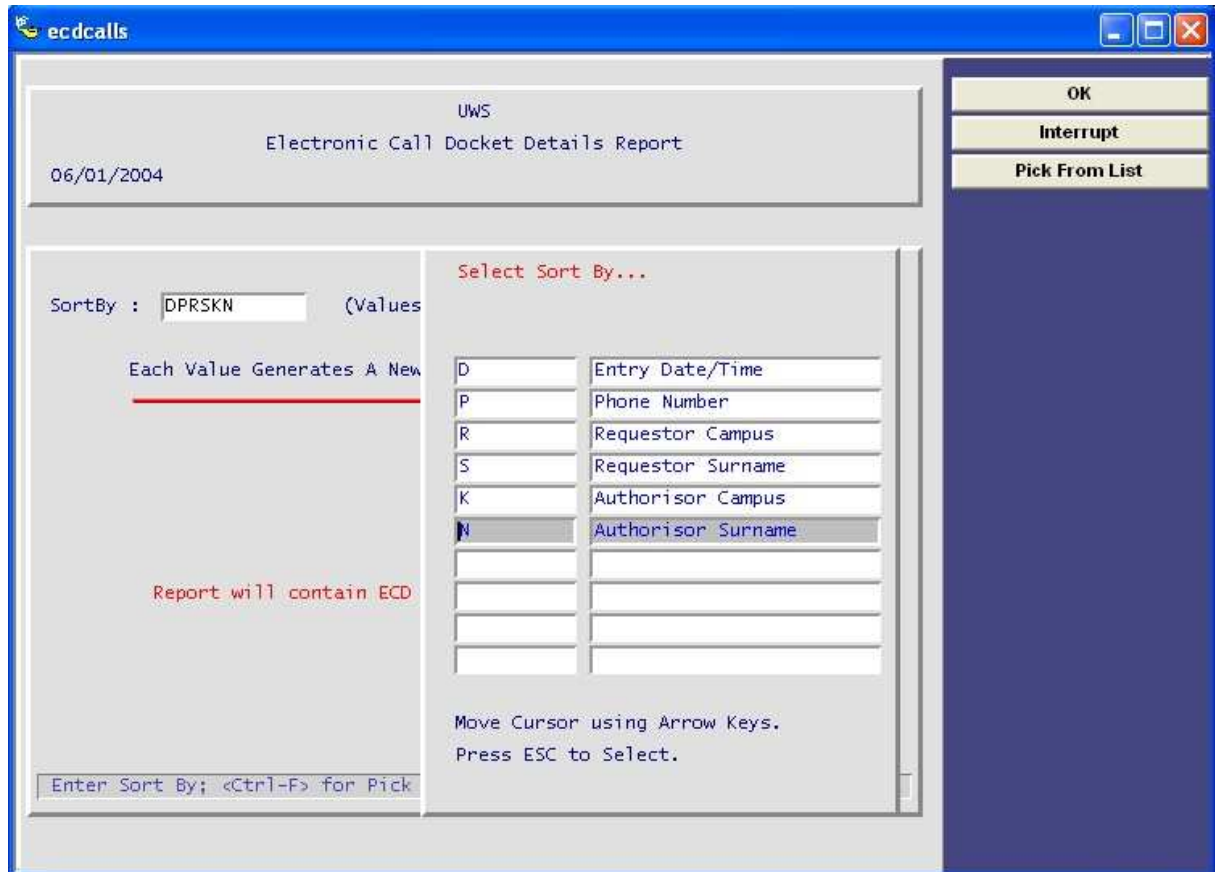 ecdcalls
UWS
Electronic Call Docket Details Report
06/01/2004
OK
Interrupt
Pick From List
SortBy : DPRSKN (Values
Each Value Generates A New
Report will contain ECD
Enter Sort By; <Ctrl-F> for Pick
Select Sort By...
D Entry Date/Time
P Phone Number
R Requestor Campus
S Requestor Surname
K Authorisor Campus
N Authorisor Surname
Move Cursor using Arrow Keys.
Press ESC to Select.